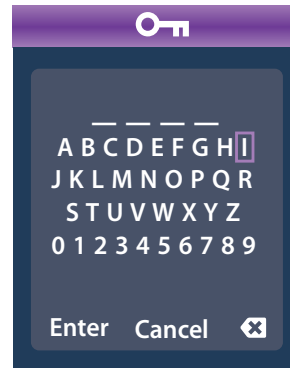 _ _ _ _
A B C D E F G H I
J K L M N O P Q R
S T U V W X Y Z
0 1 2 3 4 5 6 7 8 9
Enter Cancel